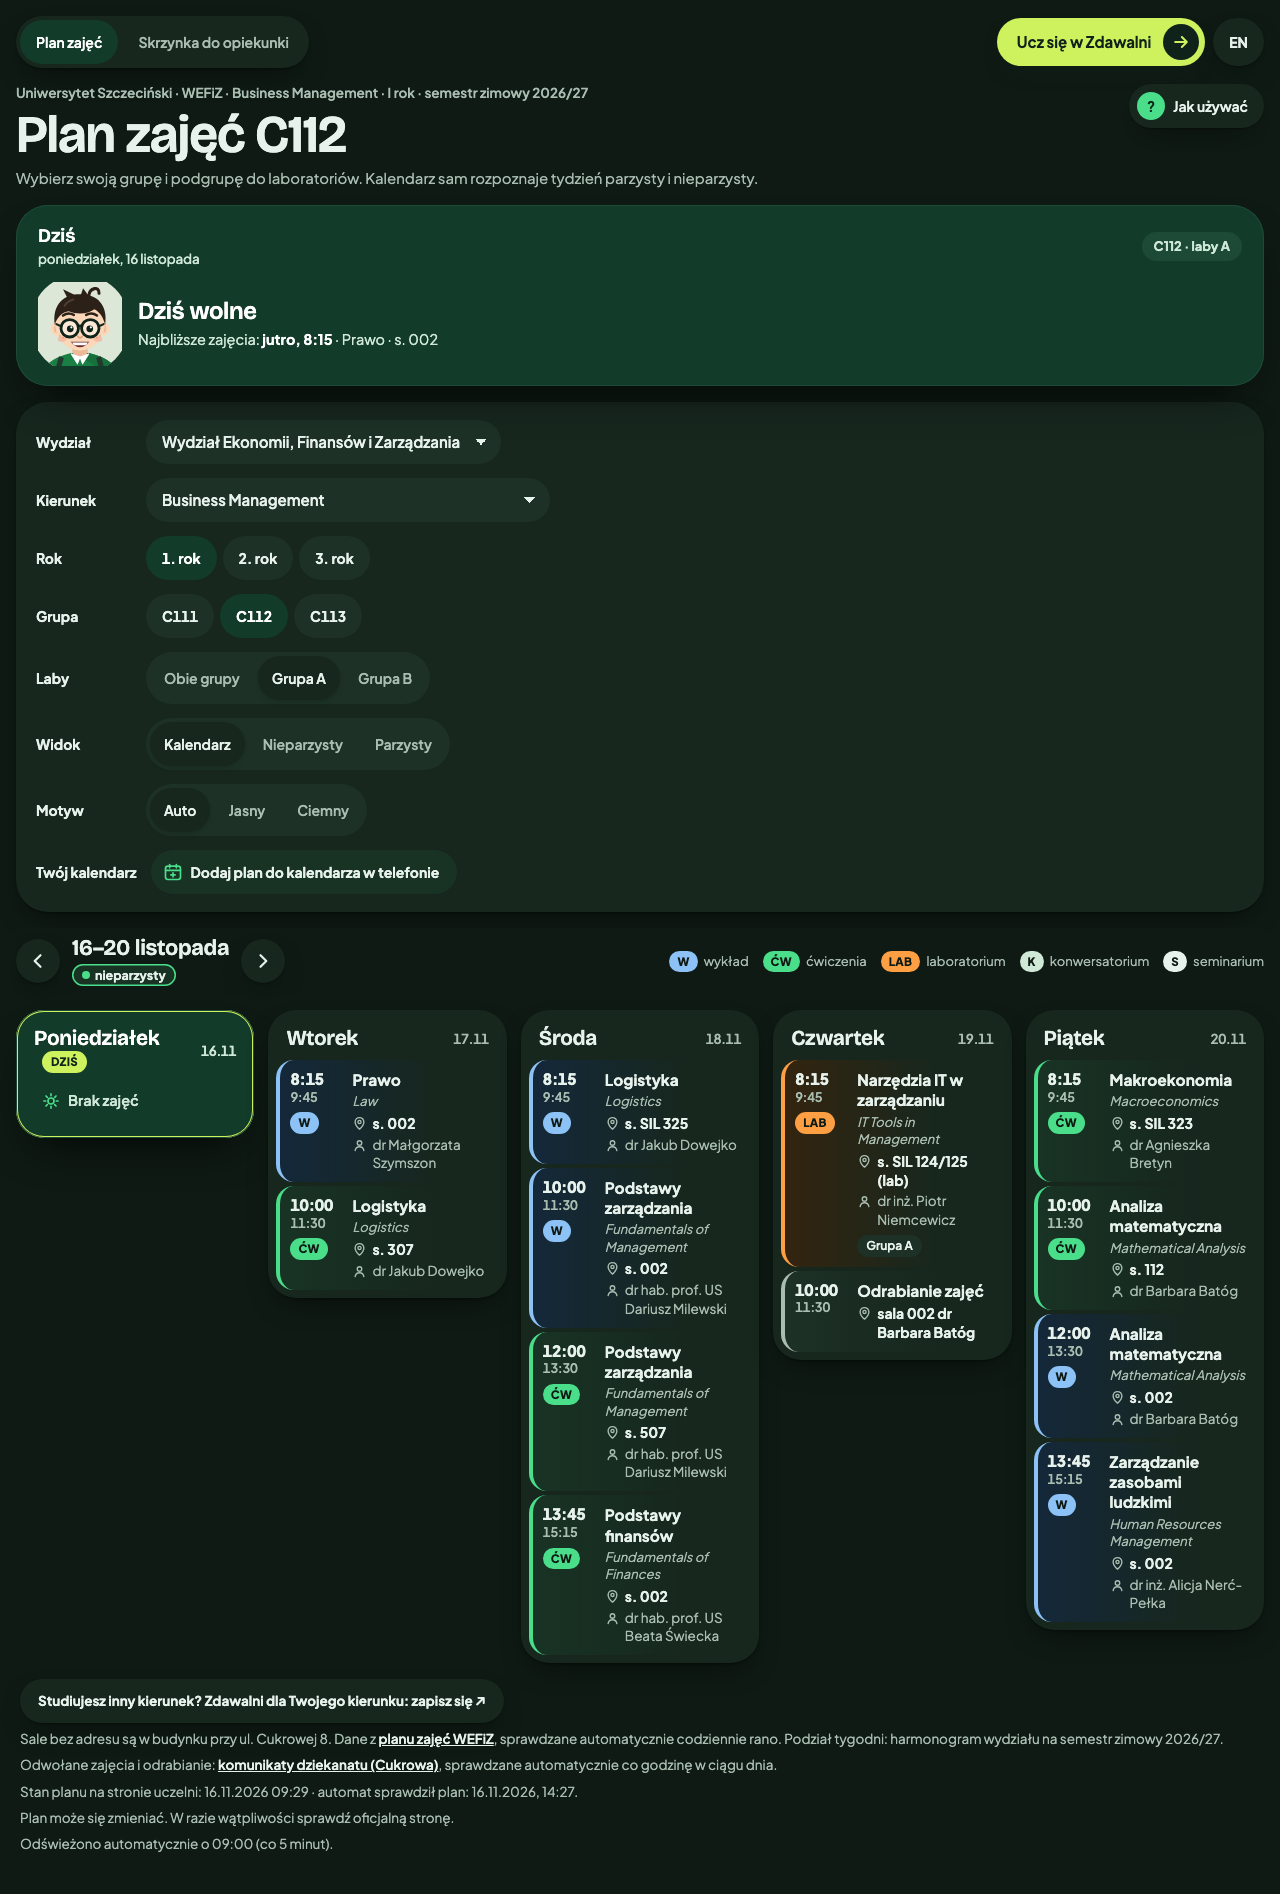 Plan zajęć
Skrzynka do opiekunki
Ucz się w Zdawalni
EN
Uniwersytet Szczeciński · WEFiZ · Business Management · I rok · semestr zimowy 2026/27
Plan zajęć C112
? Jak używać
Wybierz swoją grupę i podgrupę do laboratoriów. Kalendarz sam rozpoznaje tydzień parzysty i nieparzysty.
Dziś
poniedziałek, 16 listopada
C112 · laby A
Dziś wolne
Najbliższe zajęcia: jutro, 8:15 · Prawo · s. 002
Wydział
Wydział Ekonomii, Finansów i Zarządzania
Kierunek
Business Management
Rok
1. rok 2. rok 3. rok
Grupa
C111 C112 C113
Laby
Obie grupy Grupa A Grupa B
Widok
Kalendarz Nieparzysty Parzysty
Motyw
Auto Jasny Ciemny
Twój kalendarz
Dodaj plan do kalendarza w telefonie
16–20 listopada
nieparzysty
W wykład ĆW ćwiczenia LAB laboratorium K konwersatorium S seminarium
Poniedziałek
DZIŚ
16.11
Brak zajęć
Wtorek 17.11
8:15
9:45
W
Prawo
Law
s. 002
dr Małgorzata
Szymszon
10:00
11:30
ĆW
Logistyka
Logistics
s. 307
dr Jakub Dowejko
Środa 18.11
8:15
9:45
W
Logistyka
Logistics
s. SIL 325
dr Jakub Dowejko
10:00
11:30
W
Podstawy
zarządzania
Fundamentals of
Management
s. 002
dr hab. prof. US
Dariusz Milewski
12:00
13:30
ĆW
Podstawy
zarządzania
Fundamentals of
Management
s. 507
dr hab. prof. US
Dariusz Milewski
13:45
15:15
ĆW
Podstawy
finansów
Fundamentals of
Finances
s. 002
dr hab. prof. US
Beata Świecka
Czwartek 19.11
8:15
9:45
LAB
Narzędzia IT w
zarządzaniu
IT Tools in
Management
s. SIL 124/125
(lab)
dr inż. Piotr
Niemcewicz
Grupa A
10:00
11:30
Odrabianie zajęć
sala 002 dr
Barbara Batóg
Piątek 20.11
8:15
9:45
ĆW
Makroekonomia
Macroeconomics
s. SIL 323
dr Agnieszka
Bretyn
10:00
11:30
ĆW
Analiza
matematyczna
Mathematical Analysis
s. 112
dr Barbara Batóg
12:00
13:30
W
Analiza
matematyczna
Mathematical Analysis
s. 002
dr Barbara Batóg
13:45
15:15
W
Zarządzanie
zasobami
ludzkimi
Human Resources
Management
s. 002
dr inż. Alicja Nerć-
Pełka
Studiujesz inny kierunek? Zdawalni dla Twojego kierunku: zapisz się ↗
Sale bez adresu są w budynku przy ul. Cukrowej 8. Dane z planu zajęć WEFiZ, sprawdzane automatycznie codziennie rano. Podział tygodni: harmonogram wydziału na semestr zimowy 2026/27.
Odwołane zajęcia i odrabianie: komunikaty dziekanatu (Cukrowa), sprawdzane automatycznie co godzinę w ciągu dnia.
Stan planu na stronie uczelni: 16.11.2026 09:29 · automat sprawdził plan: 16.11.2026, 14:27.
Plan może się zmieniać. W razie wątpliwości sprawdź oficjalną stronę.
Odświeżono automatycznie o 09:00 (co 5 minut).